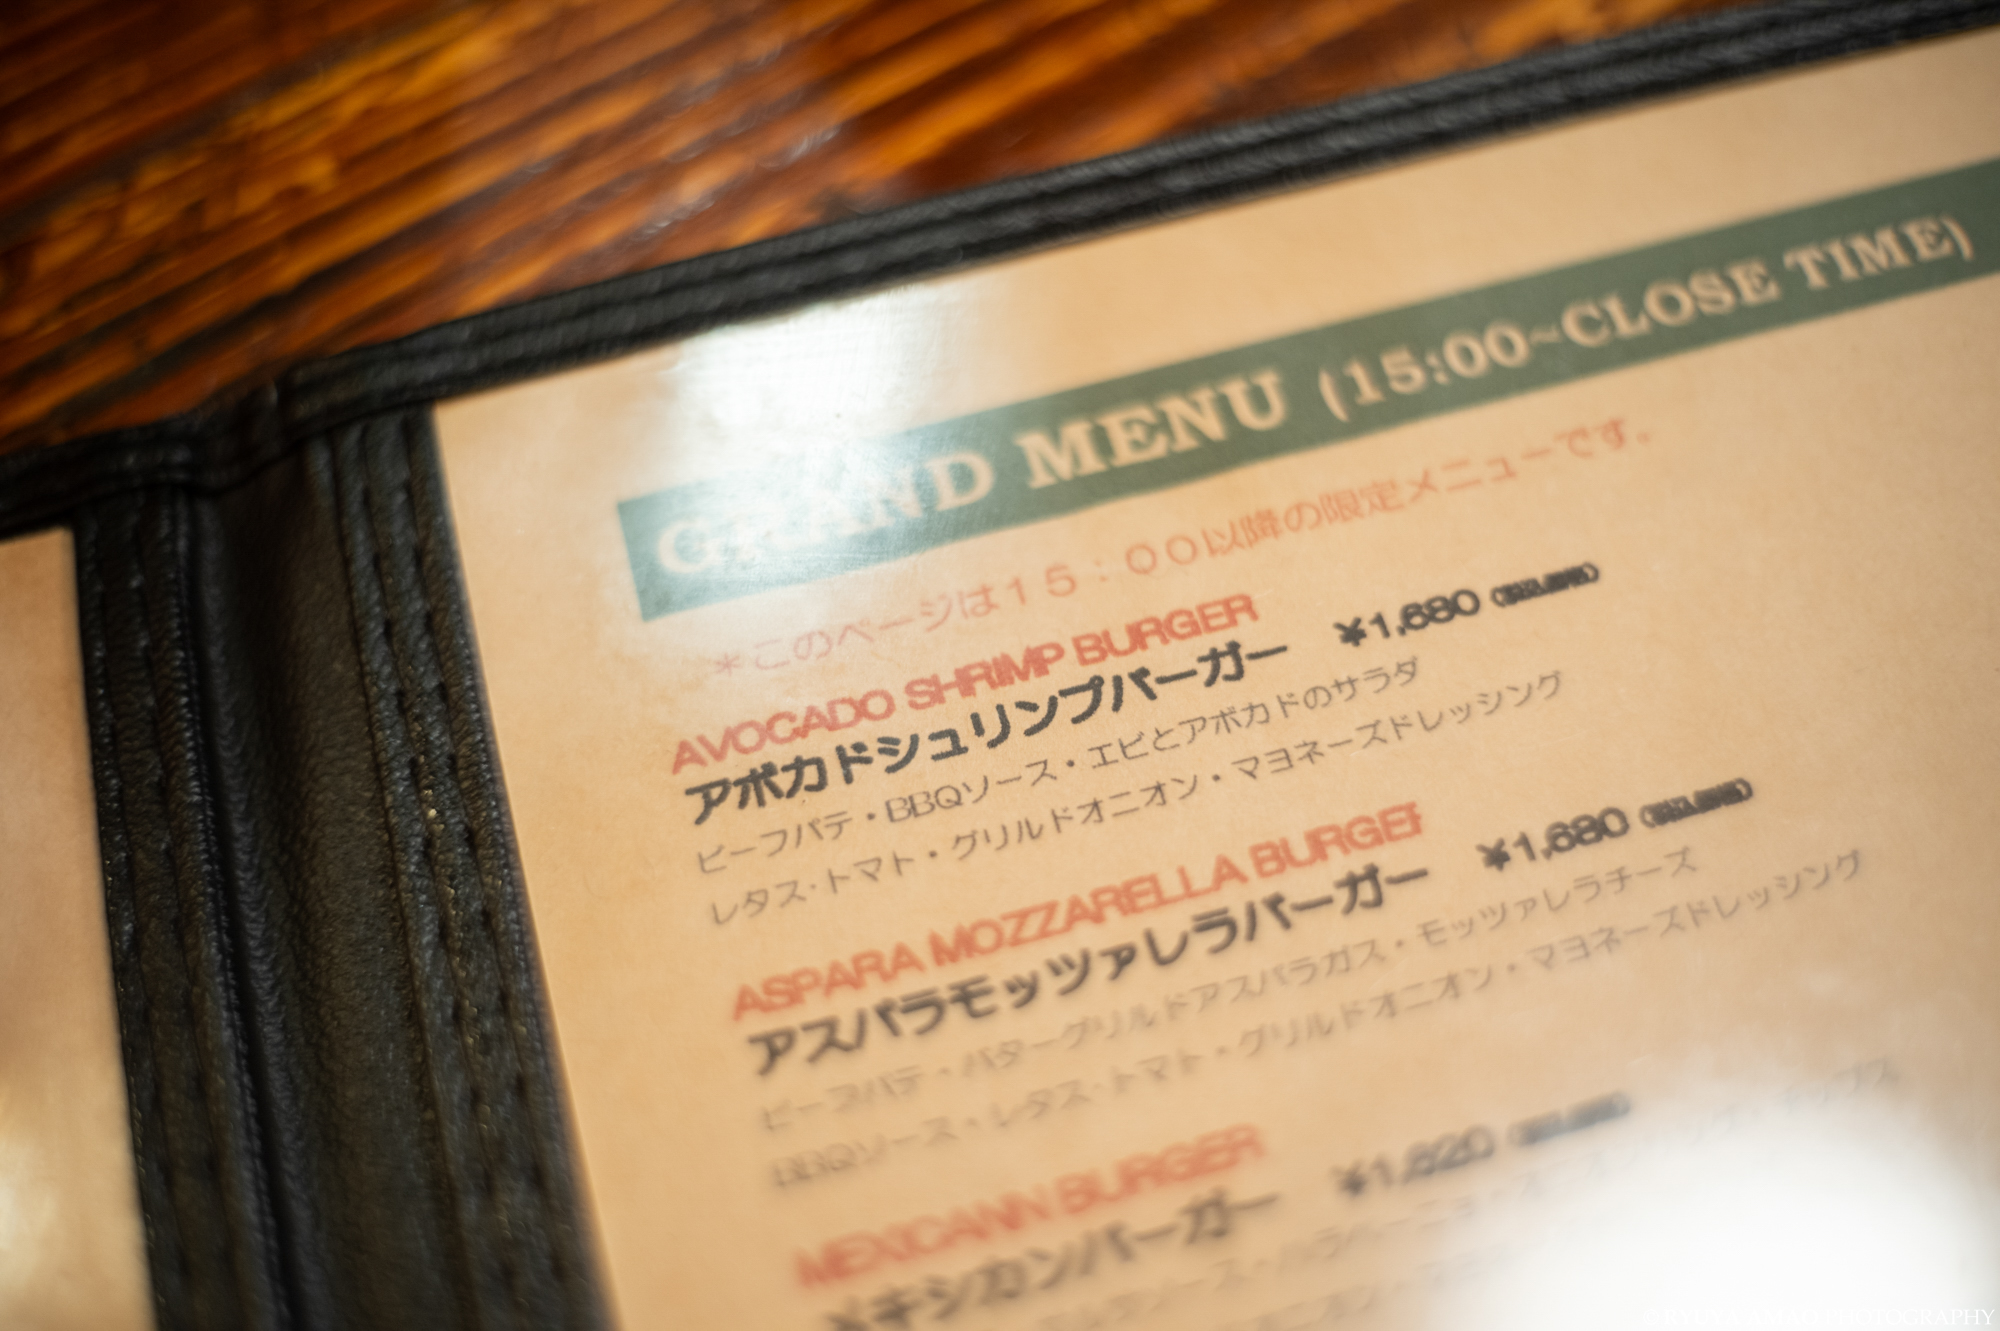 GRAND MENU (15:00~CLOSE TIME)
＊このページは１５：００以降の限定メニューです。
AVOCADO SHRIMP BURGER
アボカドシュリンプバーガー ¥1,680
ビーフパテ・BBQソース・エビとアボカドのサラダ
レタス・トマト・グリルドオニオン・マヨネーズドレッシング
ASPARA MOZZARELLA BURGER
アスパラモッツァレラバーガー ¥1,680
ビーフパテ・バターグリルドアスパラガス・モッツァレラチーズ
BBQソース・レタス・トマト・グリルドオニオン・マヨネーズドレッシング
MEXICANN BURGER
メキシカンバーガー ¥1,620
© RYUYA AMAO PHOTOGRAPHY